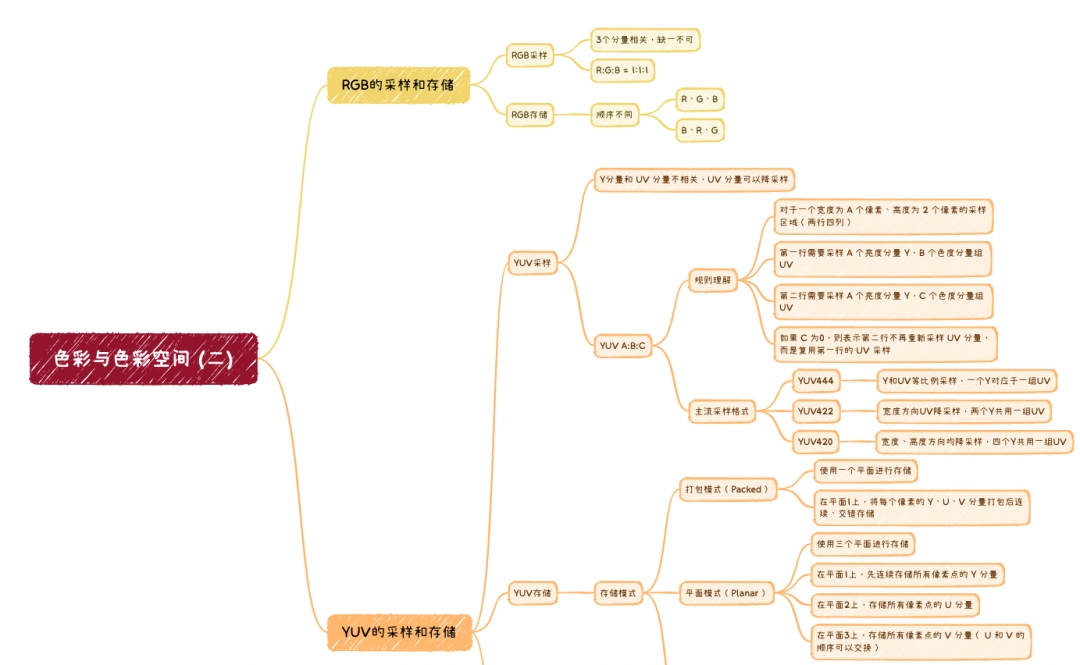 色彩与色彩空间 (二)
RGB的采样和存储
RGB采样
3个分量相关，缺一不可
R:G:B = 1:1:1
RGB存储
顺序不同
R、G、B
B、R、G
YUV的采样和存储
YUV采样
Y分量和 UV 分量不相关，UV 分量可以降采样
YUV A:B:C
规则理解
对于一个宽度为 A 个像素、高度为 2 个像素的采样
区域（两行四列）
第一行需要采样 A 个亮度分量 Y，B 个色度分量组
UV
第二行需要采样 A 个亮度分量 Y，C 个色度分量组
UV
如果 C 为0，则表示第二行不再重新采样 UV 分量，
而是复用第一行的 UV 采样
主流采样格式
YUV444
Y和UV等比例采样，一个Y对应于一组UV
YUV422
宽度方向UV降采样，两个Y共用一组UV
YUV420
宽度、高度方向均降采样，四个Y共用一组UV
YUV存储
存储模式
打包模式（Packed）
使用一个平面进行存储
在平面1上，将每个像素的 Y、U、V 分量打包后连
续、交错存储
平面模式（Planar）
使用三个平面进行存储
在平面1上，先连续存储所有像素点的 Y 分量
在平面2上，存储所有像素点的 U 分量
在平面3上，存储所有像素点的 V 分量（ U 和 V 的
顺序可以交换）